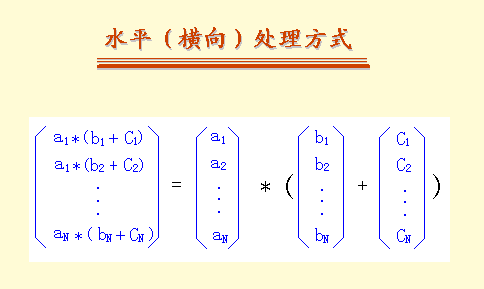 水平（横向）处理方式
a₁*(b₁+C₁)
a₁*(b₂+C₂)
⋮
aN*(bN+CN)
=
a₁
a₂
⋮
aN
*
(
b₁
b₂
⋮
bN
+
C₁
C₂
⋮
CN
)